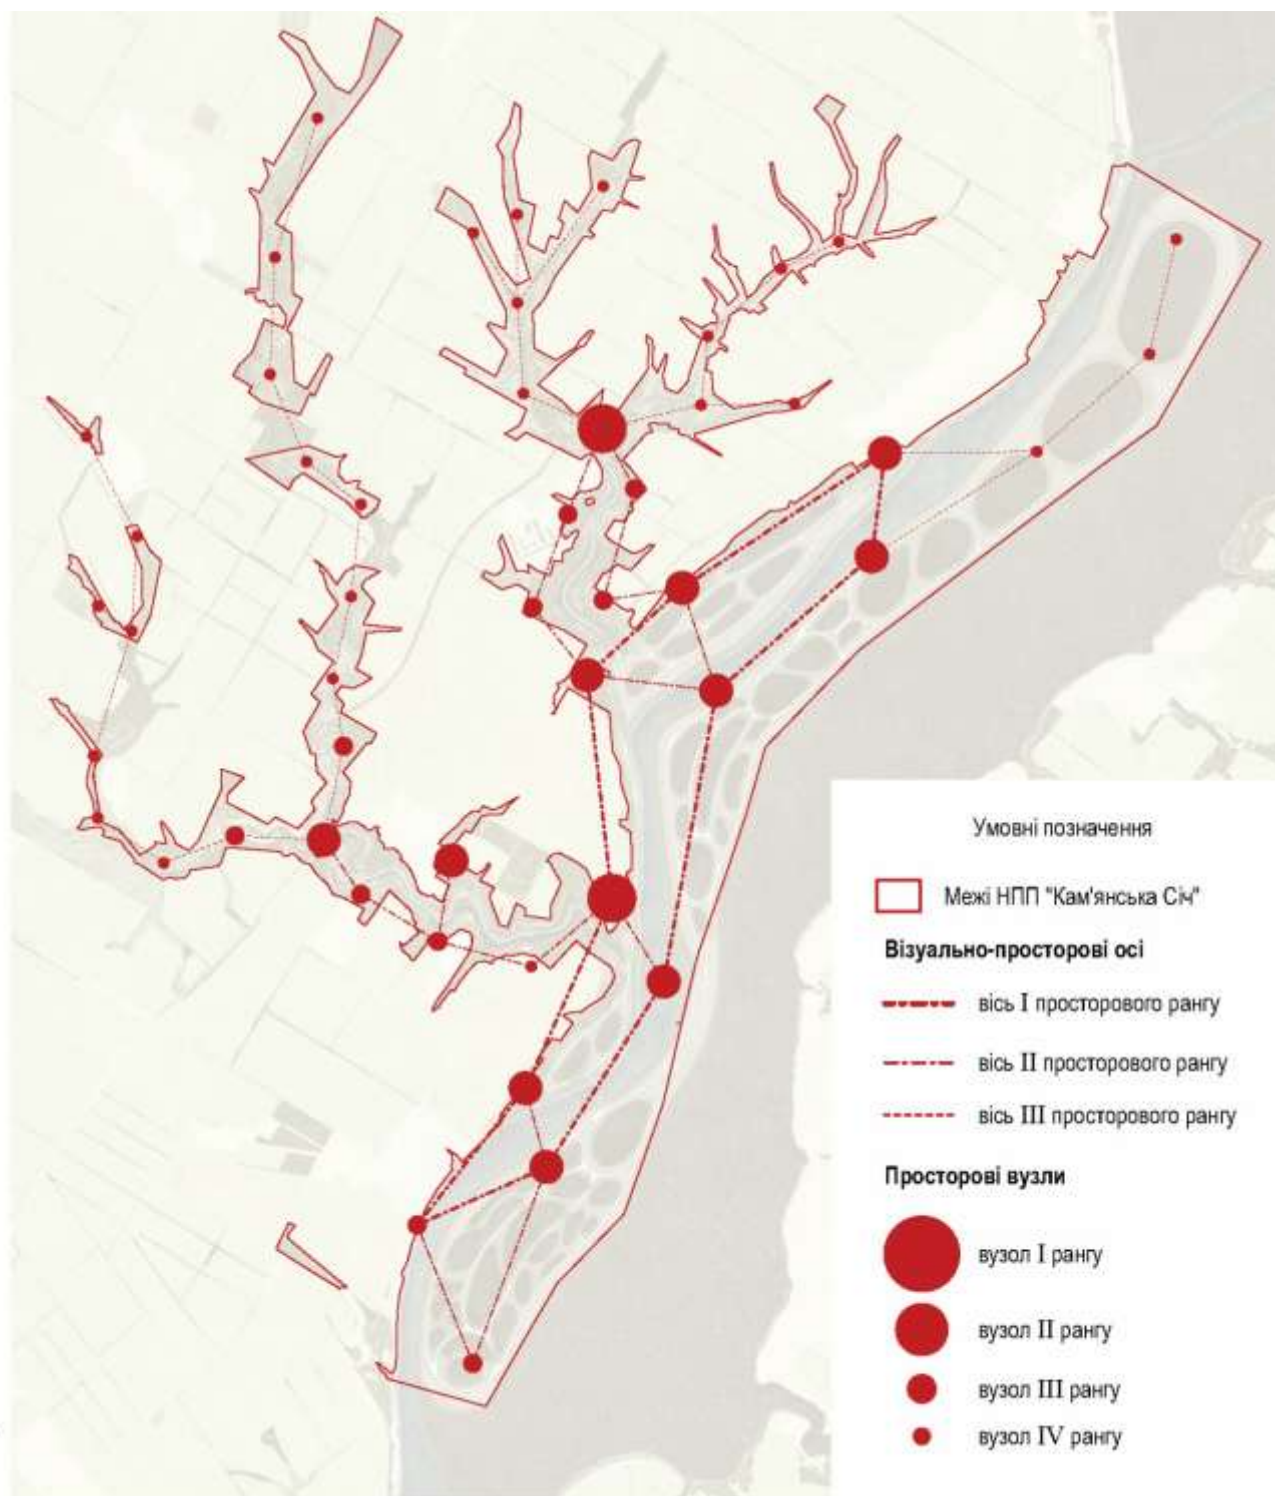 Умовні позначення
Межі НПП "Кам'янська Січ"
Візуально-просторові осі
вісь I просторового рангу
вісь II просторового рангу
вісь III просторового рангу
Просторові вузли
вузол I рангу
вузол II рангу
вузол III рангу
вузол IV рангу